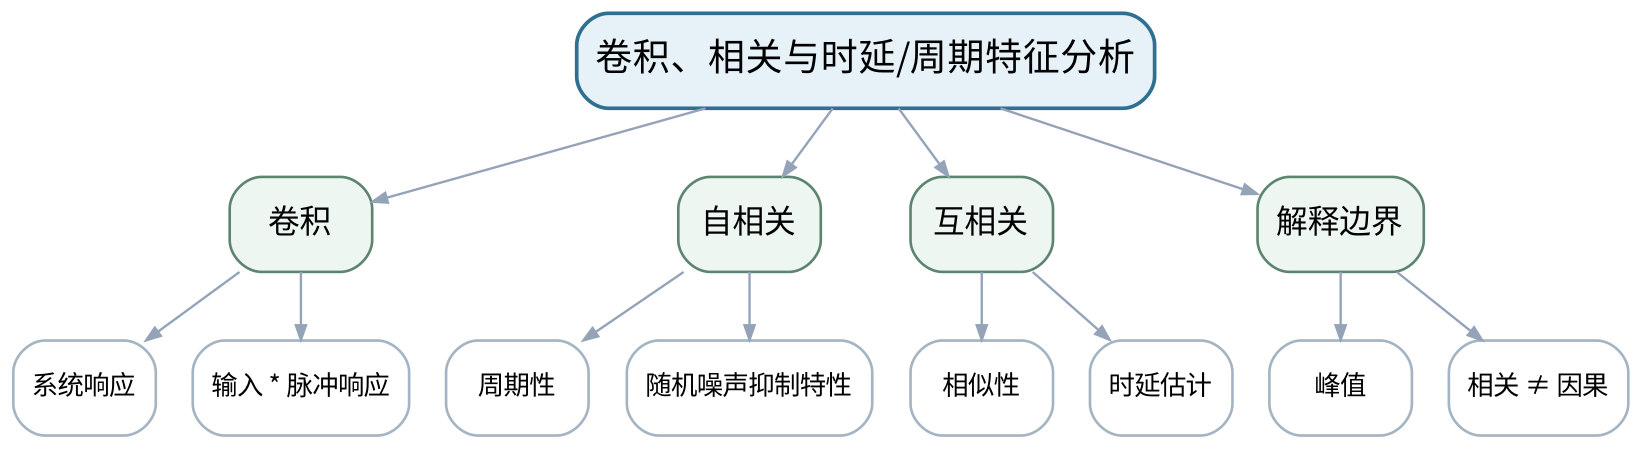 卷积、相关与时延/周期特征分析
卷积
自相关
互相关
解释边界
系统响应
输入 * 脉冲响应
周期性
随机噪声抑制特性
相似性
时延估计
峰值
相关 ≠ 因果